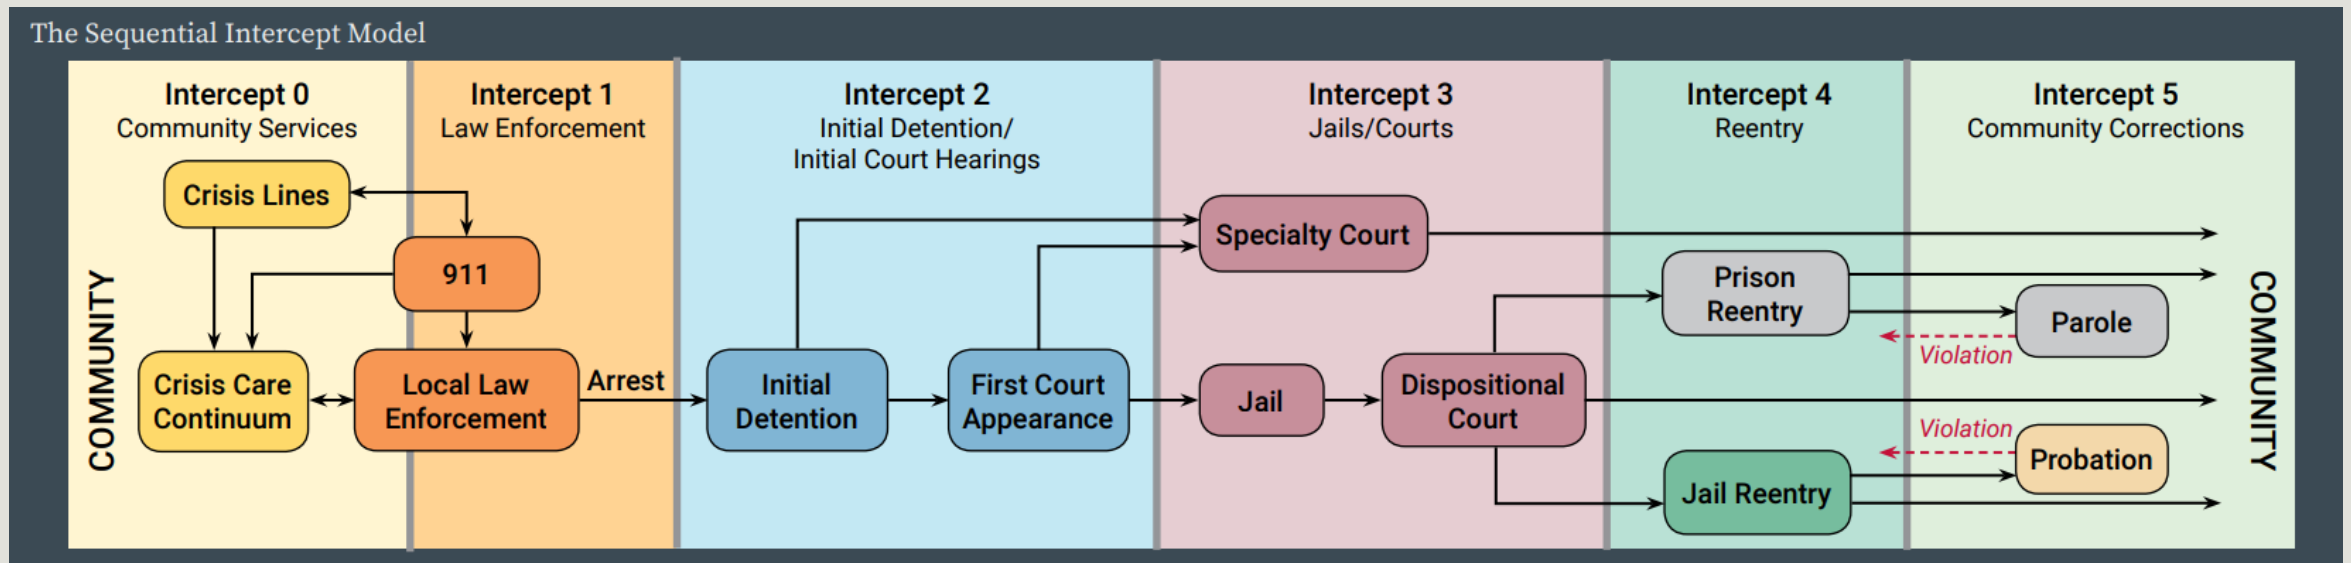 The Sequential Intercept Model
Intercept 0
Community Services
Intercept 1
Law Enforcement
Intercept 2
Initial Detention/
Initial Court Hearings
Intercept 3
Jails/Courts
Intercept 4
Reentry
Intercept 5
Community Corrections
COMMUNITY
Crisis Lines
911
Crisis Care
Continuum
Local Law
Enforcement
Arrest
Initial
Detention
First Court
Appearance
Specialty Court
Jail
Dispositional
Court
Prison
Reentry
Jail Reentry
Parole
Violation
Violation
Probation
COMMUNITY